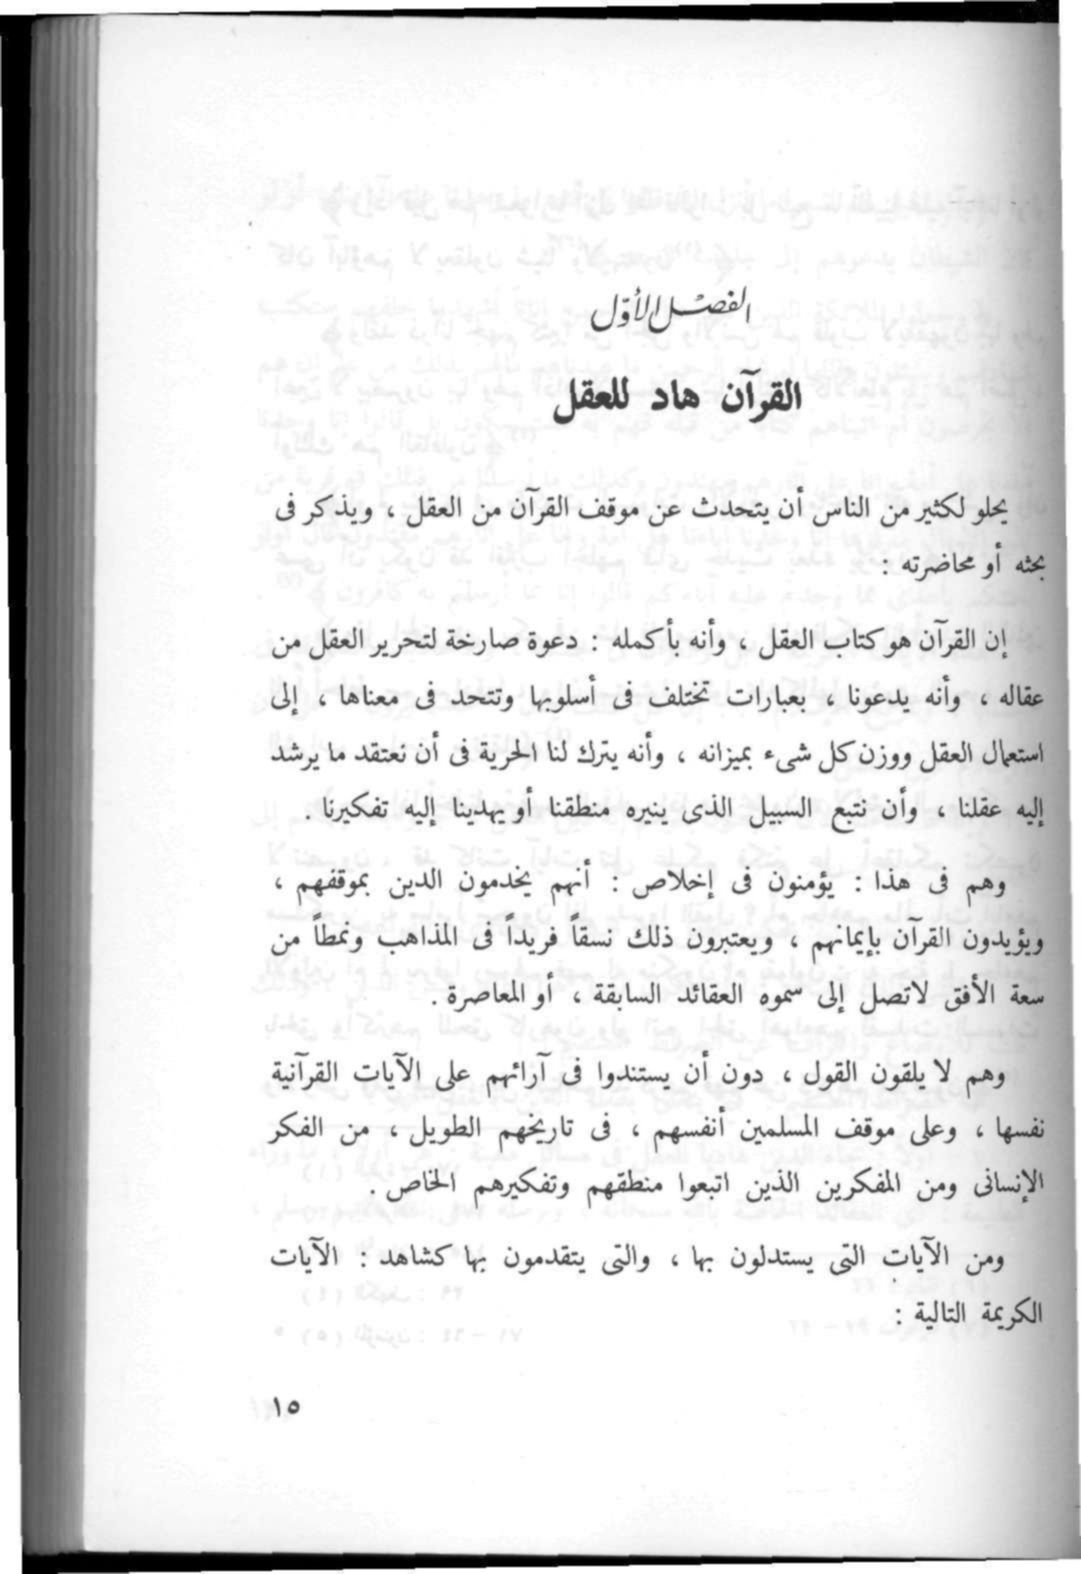 الفصل الأوّل
القرآن هاد للعقل
يحلو لكثير من الناس أن يتحدث عن موقف القرآن من العقل ، ويذكر فى
بحثه أو محاضرته :
إن القرآن هو كتاب العقل ، وأنه بأكمله : دعوة صارخة لتحرير العقل من
عقاله ، وأنه يدعونا ، بعبارات تختلف فى أسلوبها وتتحد فى معناها ، إلى
استعمال العقل ووزن كل شىء بميزانه ، وأنه يترك لنا الحرية فى أن نعتقد ما يرشد
إليه عقلنا ، وأن نتبع السبيل الذى ينيره منطقنا أو يهدينا إليه تفكيرنا .
وهم فى هذا : يؤمنون فى إخلاص : أنهم يخدمون الدين بموقفهم ،
ويؤيدون القرآن بإيمانهم ، ويعتبرون ذلك نسقاً فريداً فى المذاهب ونمطاً من
سعة الأفق لاتصل إلى سموه العقائد السابقة ، أو المعاصرة .
وهم لا يلقون القول ، دون أن يستندوا فى آرائهم على الآيات القرآنية
نفسها ، وعلى موقف المسلمين أنفسهم ، فى تاريخهم الطويل ، من الفكر
الإنسانى ومن المفكرين الذين اتبعوا منطقهم وتفكيرهم الخاص .
ومن الآيات التى يستدلون بها ، والتى يتقدمون بها كشاهد : الآيات
الكريمة التالية :
١٥